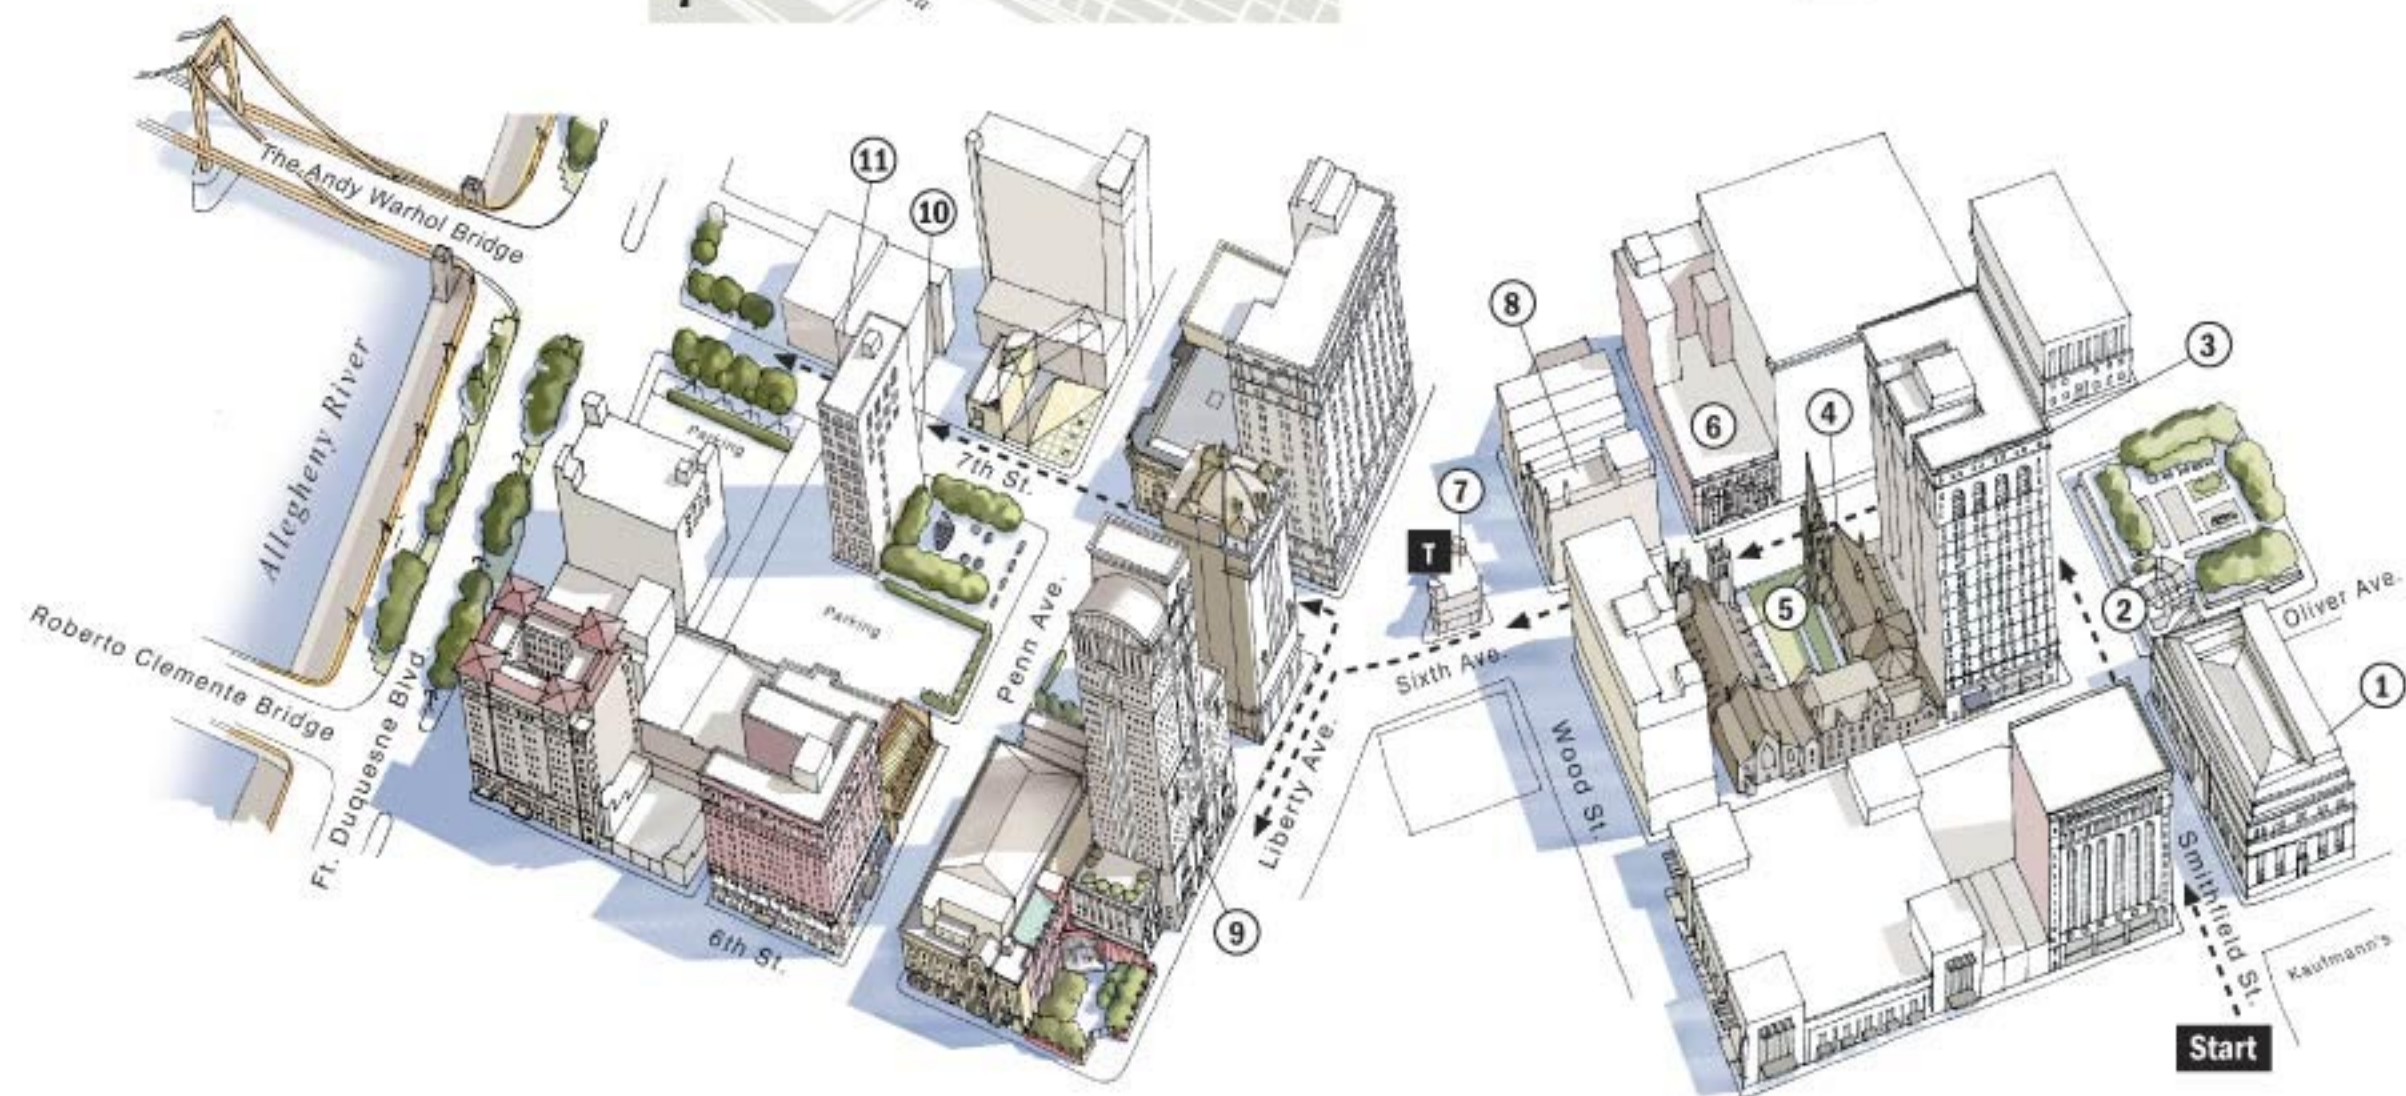 The Andy Warhol Bridge
11
10
8
3
4
6
7
T
Allegheny River
Parking
7th St.
5
2
Oliver Ave.
Roberto Clemente Bridge
Parking
Penn Ave.
Sixth Ave.
1
Ft. Duquesne Blvd
Liberty Ave.
Wood St.
Smithfield St.
6th St.
9
Kaufmann's
Start